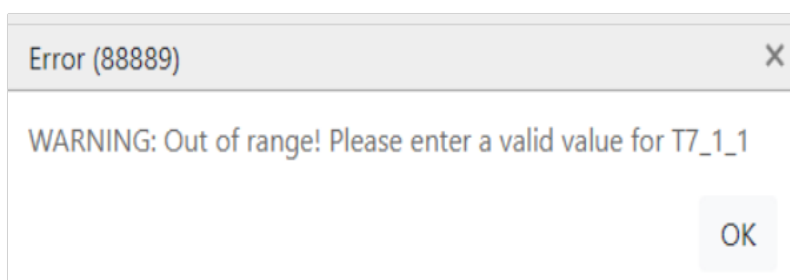 Error (88889)
WARNING: Out of range! Please enter a valid value for T7_1_1
OK